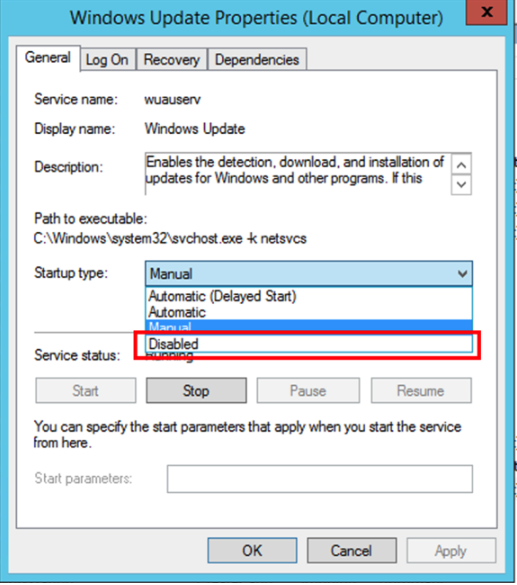 Windows Update Properties (Local Computer)
x
General Log On Recovery Dependencies
Service name: wuauserv
Display name: Windows Update
Description: Enables the detection, download, and installation of
updates for Windows and other programs. If this
Path to executable:
C:\Windows\system32\svchost.exe -k netsvcs
Startup type: Manual
Automatic (Delayed Start)
Automatic
Manual
Disabled
Service status: Running
Start Stop Pause Resume
You can specify the start parameters that apply when you start the service
from here.
Start parameters:
OK Cancel Apply